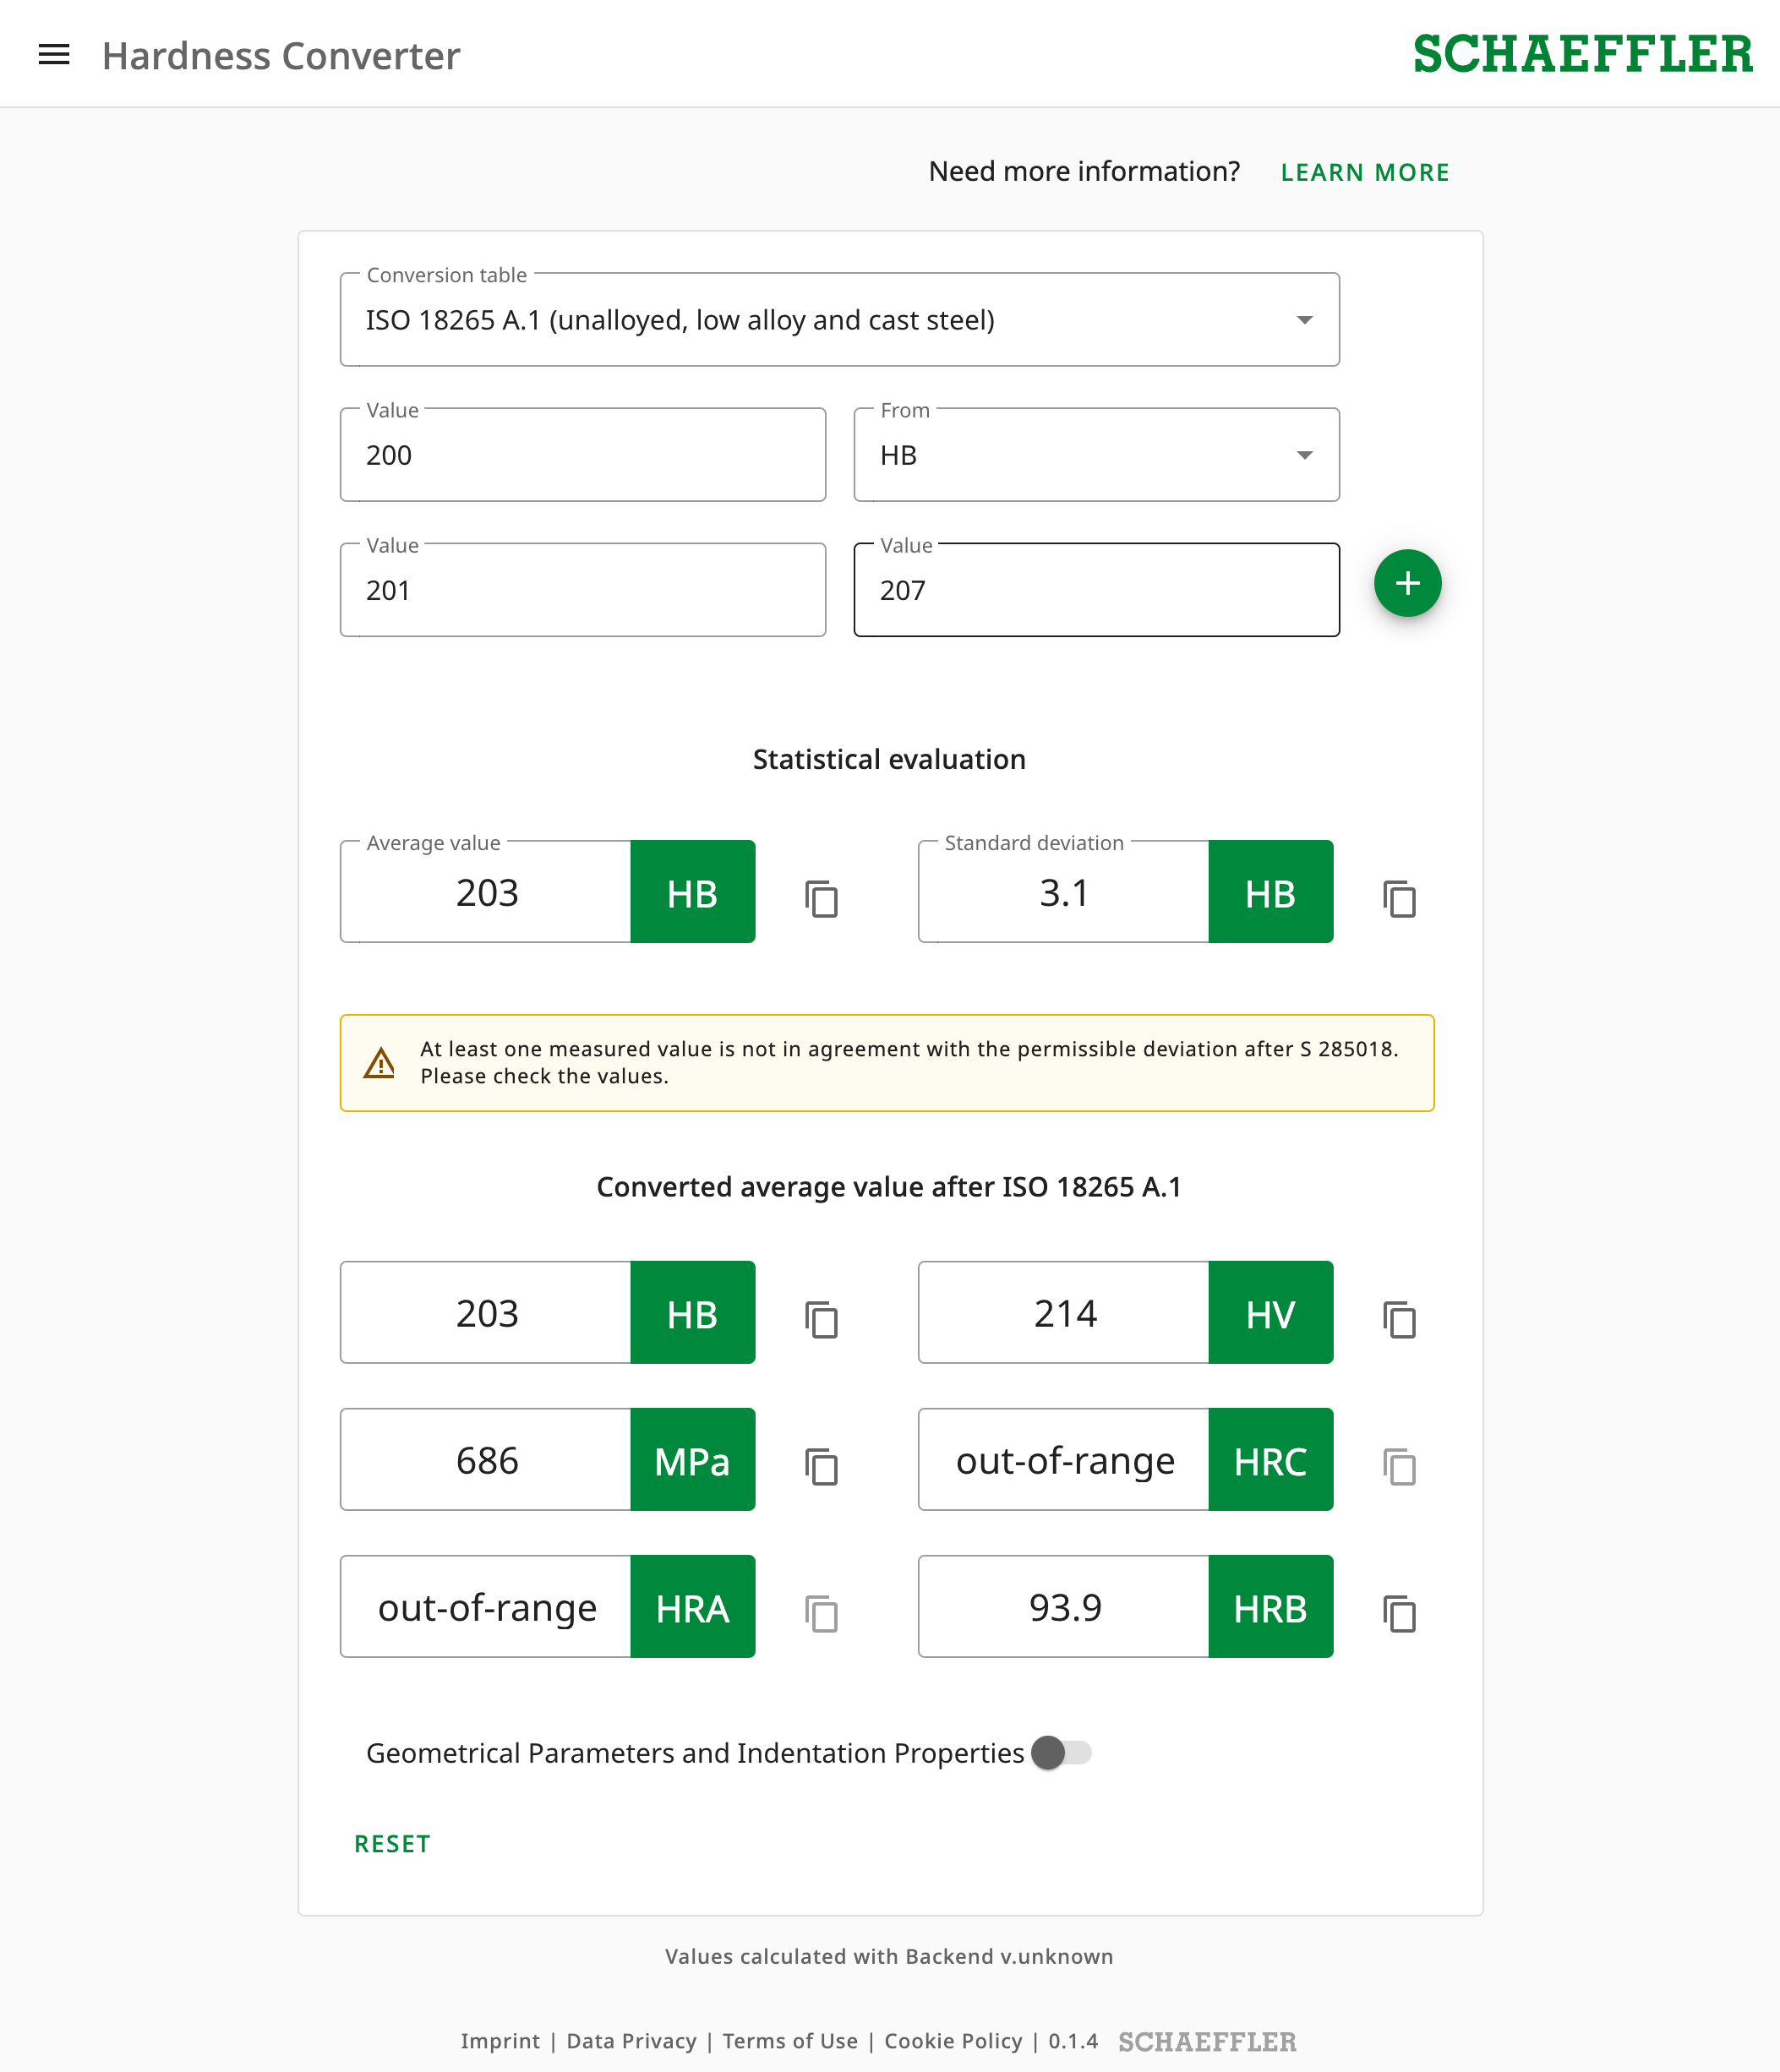 Hardness Converter
SCHAEFFLER
Need more information? LEARN MORE
Conversion table
ISO 18265 A.1 (unalloyed, low alloy and cast steel)
Value
200
From
HB
Value
201
Value
207
Statistical evaluation
Average value
203 HB
Standard deviation
3.1 HB
At least one measured value is not in agreement with the permissible deviation after S 285018.
Please check the values.
Converted average value after ISO 18265 A.1
203 HB
214 HV
686 MPa
out-of-range HRC
out-of-range HRA
93.9 HRB
Geometrical Parameters and Indentation Properties
RESET
Values calculated with Backend v.unknown
Imprint | Data Privacy | Terms of Use | Cookie Policy | 0.1.4 SCHAEFFLER